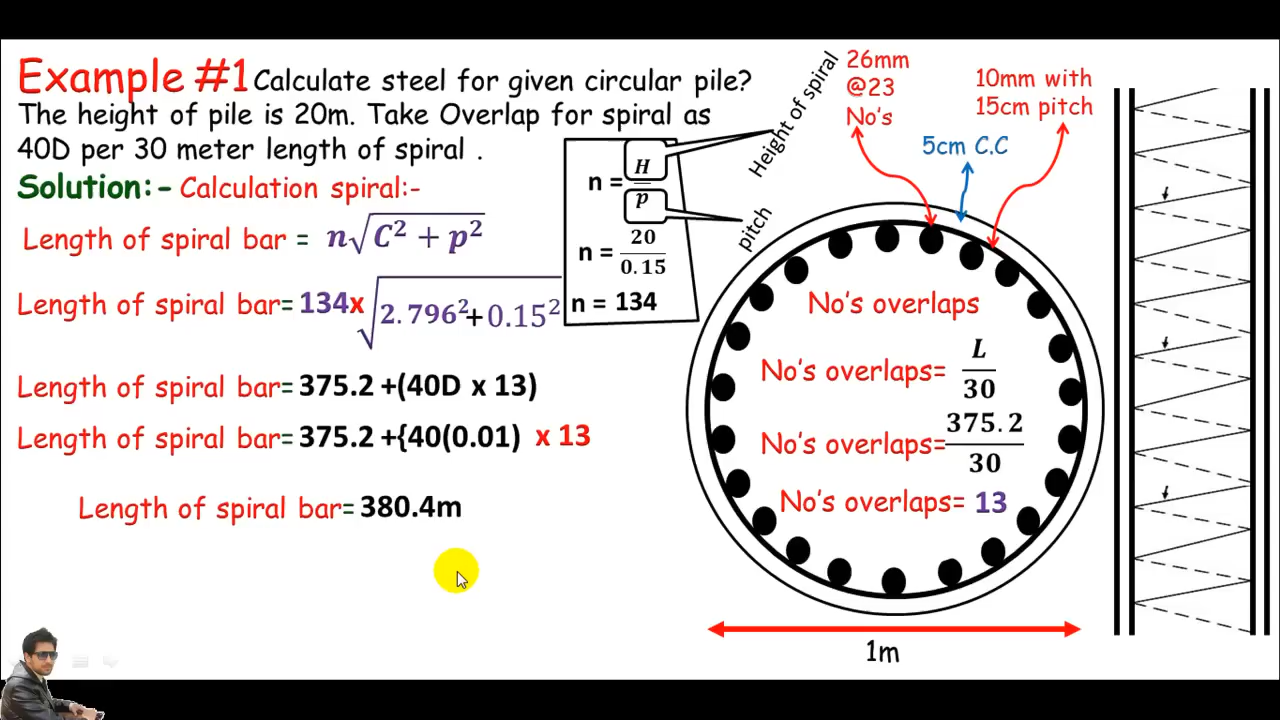 Example #1 Calculate steel for given circular pile?
The height of pile is 20m. Take Overlap for spiral as
40D per 30 meter length of spiral .
Solution:- Calculation spiral:-
Length of spiral bar = n√C² + p²
Length of spiral bar= 134x√2.796²+0.15²
Length of spiral bar= 375.2 +(40D x 13)
Length of spiral bar= 375.2 +{40(0.01) x 13
Length of spiral bar= 380.4m
n = H/p
n = 20/0.15
n = 134
Height of spiral
pitch
26mm
@23
No's
5cm C.C
10mm with
15cm pitch
No's overlaps
No's overlaps= L/30
No's overlaps= 375.2/30
No's overlaps= 13
1m